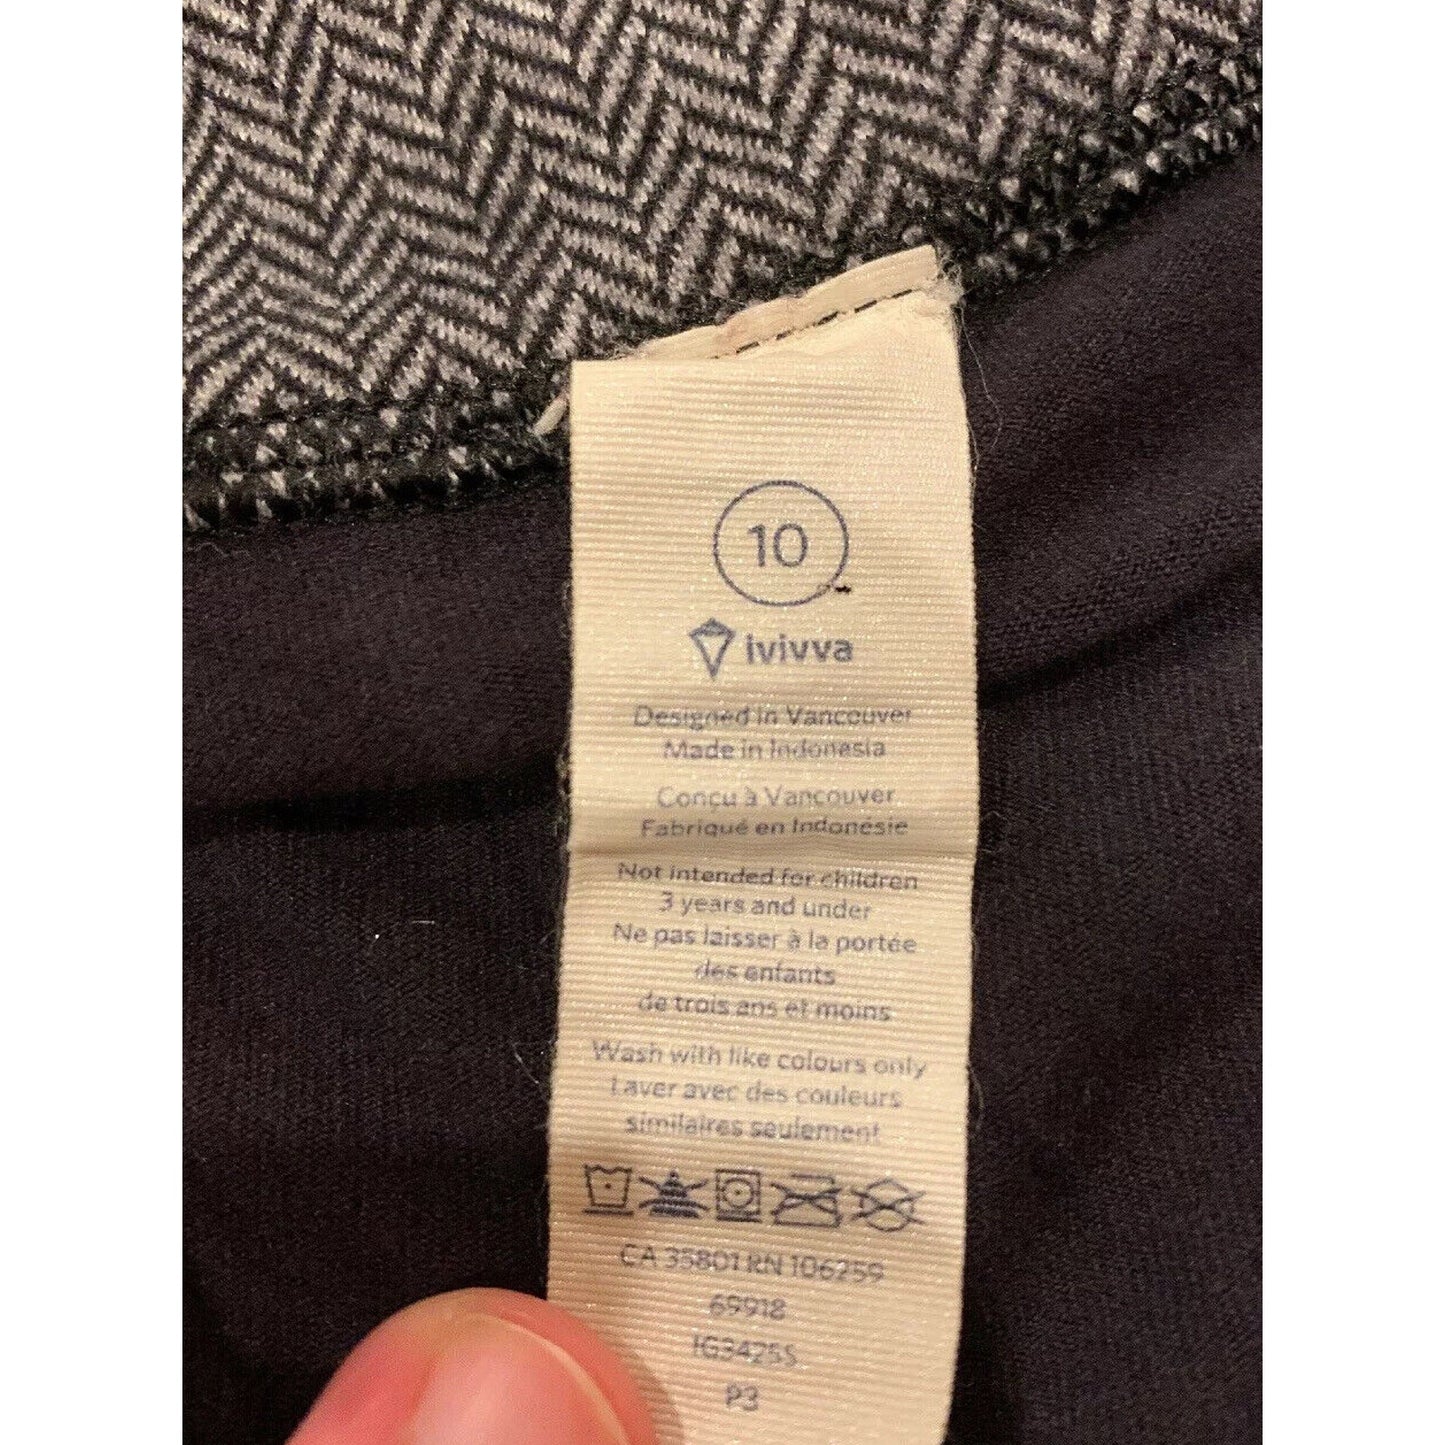 10
ivivva
Designed in Vancouver
Made in Indonesia
Conçu à Vancouver
Fabriqué en Indonésie
Not intended for children
3 years and under
Ne pas laisser à la portée
des enfants
de trois ans et moins
Wash with like colours only
Laver avec des couleurs
similaires seulement
CA 35801 RN 106259
69918
IG3425S
P3